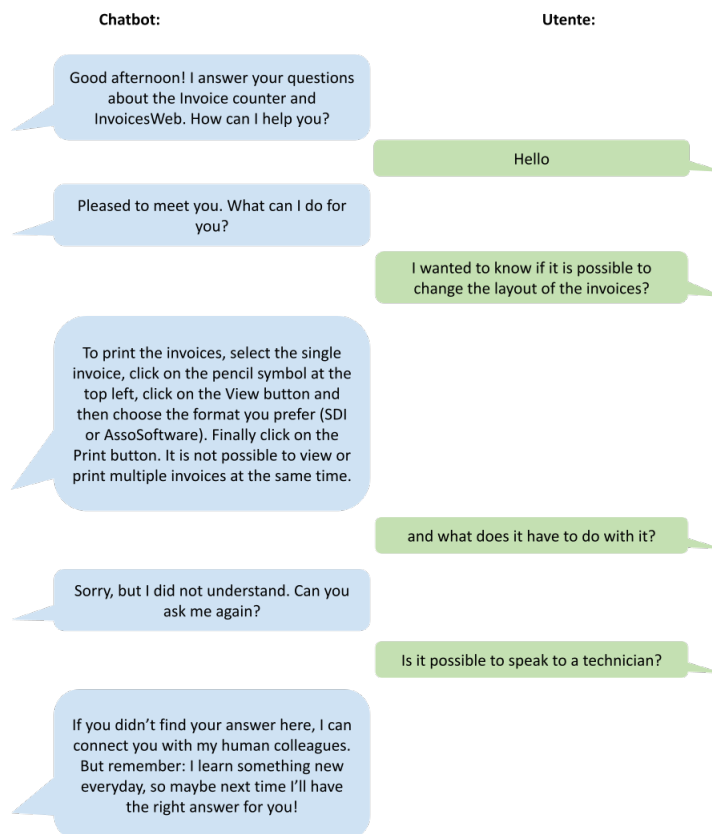 Chatbot:
Utente:
Good afternoon! I answer your questions
about the Invoice counter and
InvoicesWeb. How can I help you?
Hello
Pleased to meet you. What can I do for
you?
I wanted to know if it is possible to
change the layout of the invoices?
To print the invoices, select the single
invoice, click on the pencil symbol at the
top left, click on the View button and
then choose the format you prefer (SDI
or AssoSoftware). Finally click on the
Print button. It is not possible to view or
print multiple invoices at the same time.
and what does it have to do with it?
Sorry, but I did not understand. Can you
ask me again?
Is it possible to speak to a technician?
If you didn’t find your answer here, I can
connect you with my human colleagues.
But remember: I learn something new
everyday, so maybe next time I’ll have
the right answer for you!